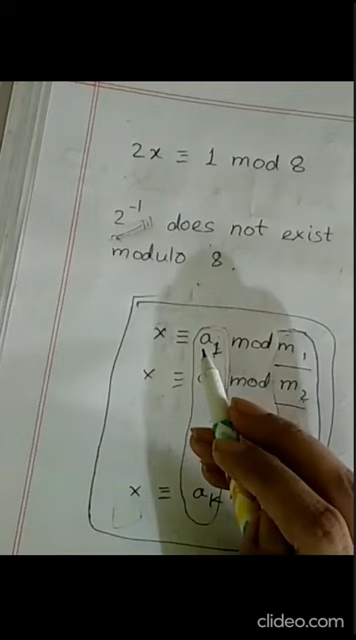 2x ≡ 1 mod 8
2⁻¹ does not exist
modulo 8.
x ≡ a₁ mod m₁
x ≡ mod m₂
x ≡ aₖ
clideo.com